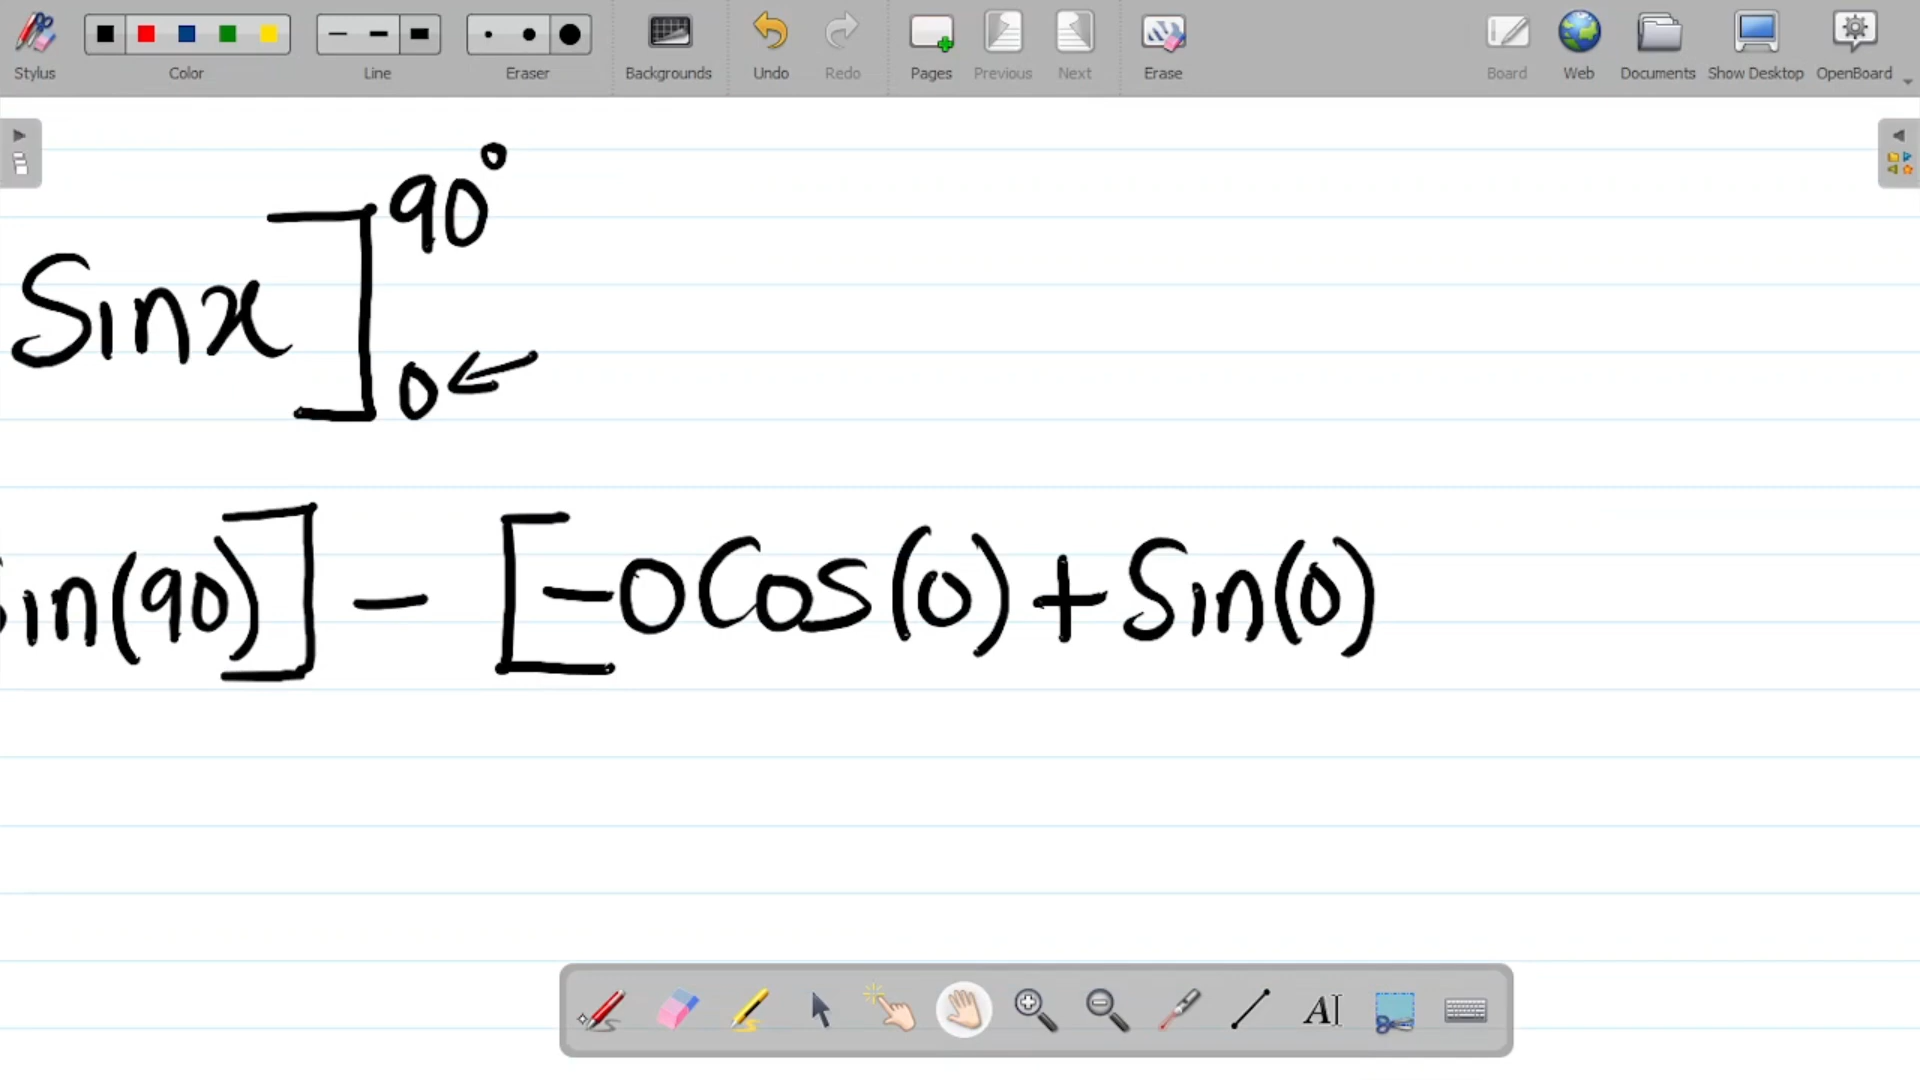 Stylus Color Line Eraser Backgrounds Undo Redo Pages Previous Next Erase Board Web Documents Show Desktop OpenBoard
Sinx]90°
0←
in(90)] - [-0Cos(0)+Sin(0)
AI